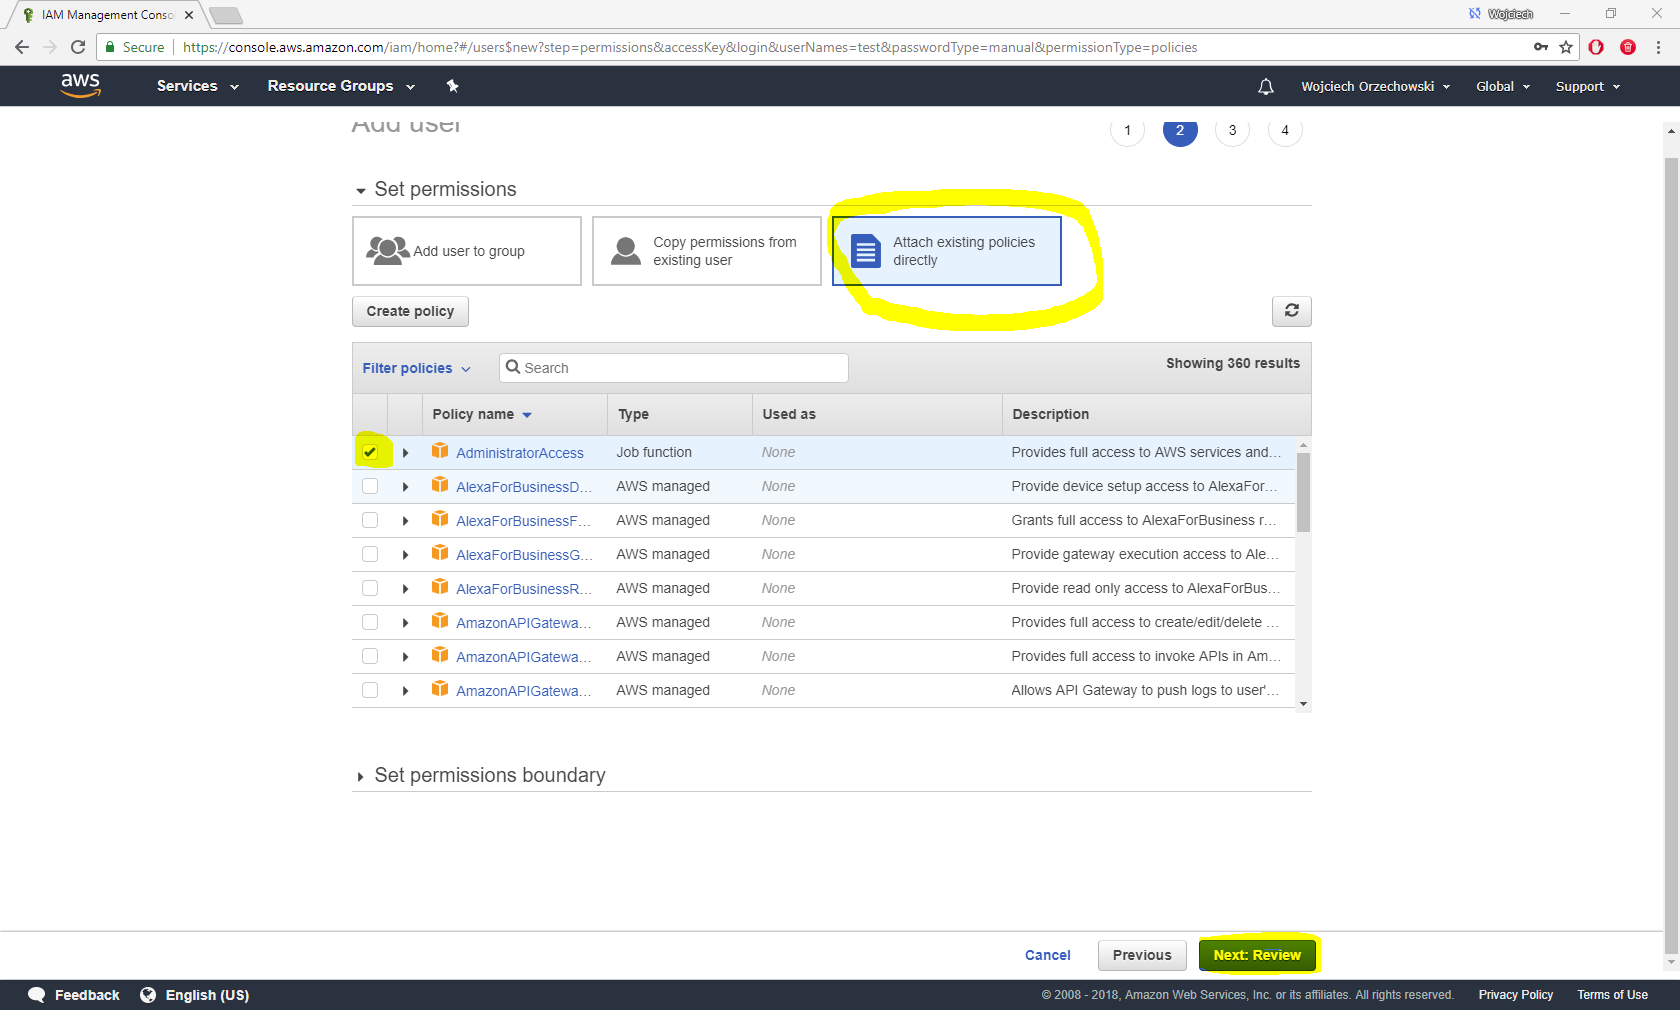 IAM Management Conso
Wojciech
Secure
https://console.aws.amazon.com/iam/home?#/users$new?step=permissions&accessKey&login&userNames=test&passwordType=manual&permissionType=policies
aws
Services
Resource Groups
Wojciech Orzechowski
Global
Support
Add user
1
2
3
4
Set permissions
Add user to group
Copy permissions from
existing user
Attach existing policies
directly
Create policy
Filter policies
Search
Showing 360 results
Policy name
Type
Used as
Description
AdministratorAccess
Job function
None
Provides full access to AWS services and...
AlexaForBusinessD...
AWS managed
None
Provide device setup access to AlexaFor...
AlexaForBusinessF...
AWS managed
None
Grants full access to AlexaForBusiness r...
AlexaForBusinessG...
AWS managed
None
Provide gateway execution access to Ale...
AlexaForBusinessR...
AWS managed
None
Provide read only access to AlexaForBus...
AmazonAPIGatewa...
AWS managed
None
Provides full access to create/edit/delete ...
AmazonAPIGatewa...
AWS managed
None
Provides full access to invoke APIs in Am...
AmazonAPIGatewa...
AWS managed
None
Allows API Gateway to push logs to user'...
Set permissions boundary
Cancel
Previous
Next: Review
Feedback
English (US)
© 2008 - 2018, Amazon Web Services, Inc. or its affiliates. All rights reserved.
Privacy Policy
Terms of Use